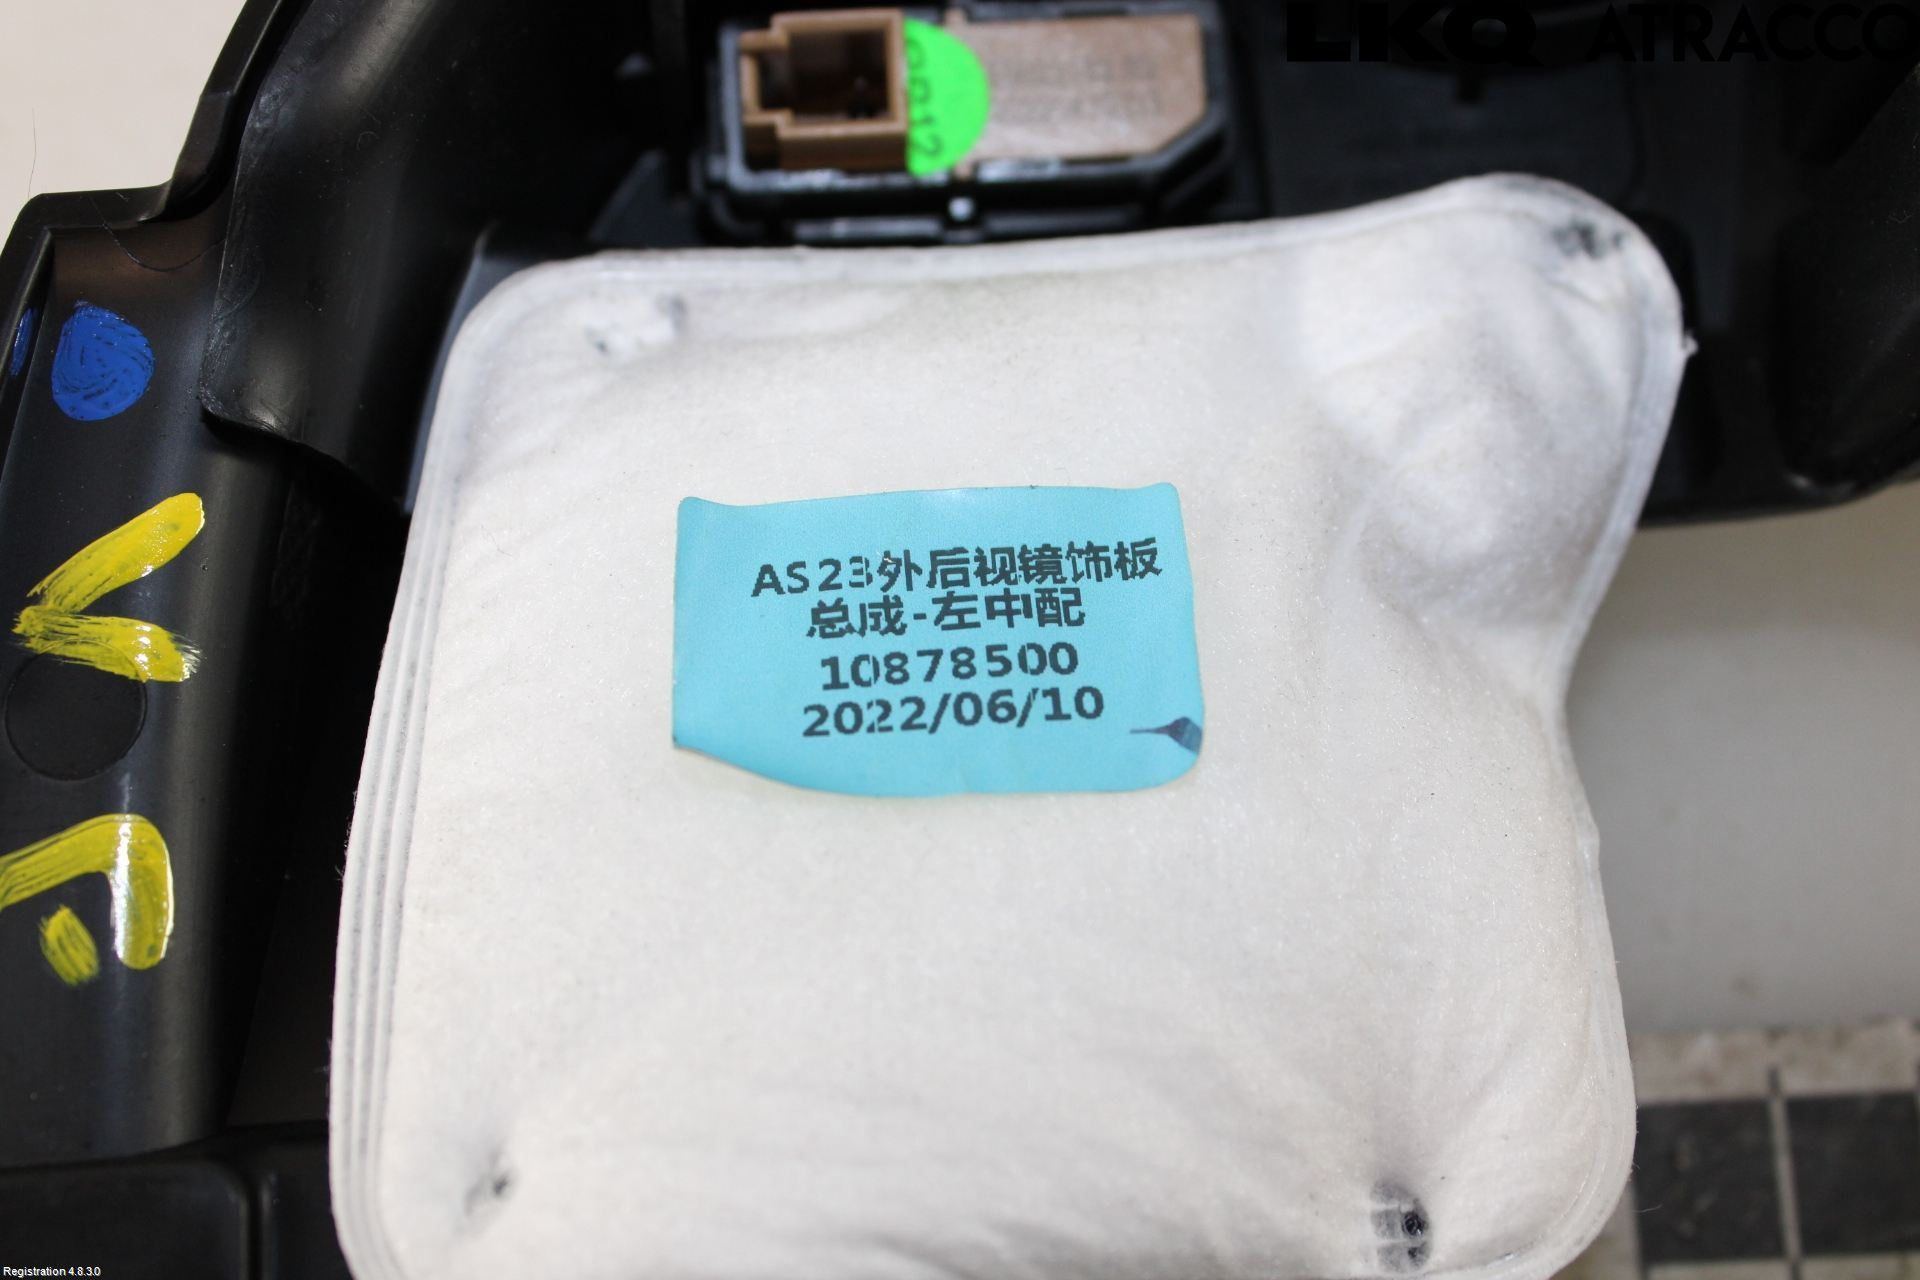 LKQ ATRACCO
AS23外后视镜饰板
总成-左中配
10878500
2022/06/10
Registration 4.8.3.0